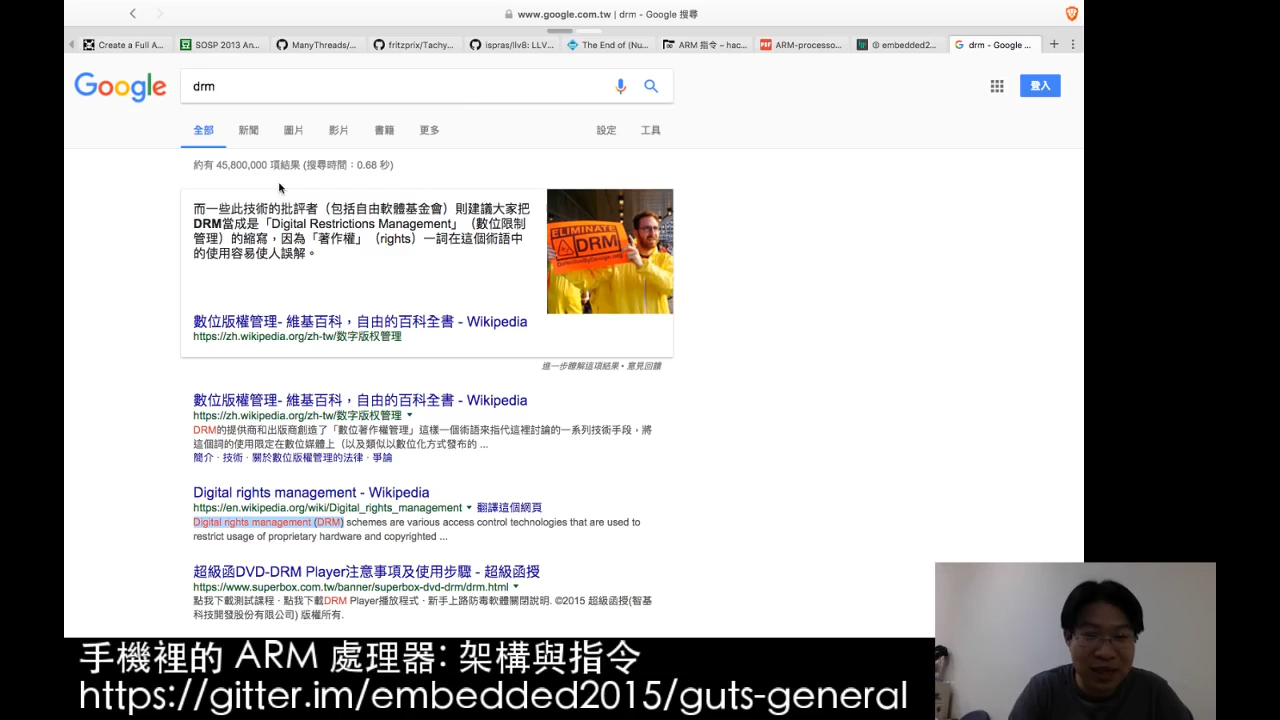 www.google.com.tw | drm - Google 搜尋
Create a Full A...
SOSP 2013 An...
ManyThreads/...
fritzprix/Tachy...
ispras/llv8: LLV...
The End of (Nu...
ARM 指令 ~ hac...
ARM-processo...
embedded2...
drm - Google ...
Google
drm
登入
全部 新聞 圖片 影片 書籍 更多 設定 工具
約有 45,800,000 項結果 (搜尋時間：0.68 秒)
而一些此技術的批評者（包括自由軟體基金會）則建議大家把
DRM當成是「Digital Restrictions Management」（數位限制
管理）的縮寫，因為「著作權」（rights）一詞在這個術語中
的使用容易使人誤解。
ELIMINATE
DRM
DefectiveByDesign.org
數位版權管理- 維基百科，自由的百科全書 - Wikipedia
https://zh.wikipedia.org/zh-tw/数字版权管理
進一步瞭解這項結果 • 意見回饋
數位版權管理- 維基百科，自由的百科全書 - Wikipedia
https://zh.wikipedia.org/zh-tw/数字版权管理
DRM的提供商和出版商創造了「數位著作權管理」這樣一個術語來指代這裡討論的一系列技術手段，將
這個詞的使用限定在數位媒體上（以及類似以數位化方式發布的 ...
簡介 · 技術 · 關於數位版權管理的法律 · 爭論
Digital rights management - Wikipedia
https://en.wikipedia.org/wiki/Digital_rights_management 翻譯這個網頁
Digital rights management (DRM) schemes are various access control technologies that are used to
restrict usage of proprietary hardware and copyrighted ...
超級函DVD-DRM Player注意事項及使用步驟 - 超級函授
https://www.superbox.com.tw/banner/superbox-dvd-drm/drm.html
點我下載測試課程 · 點我下載DRM Player播放程式 · 新手上路防毒軟體關閉說明. ©2015 超級函授(智基
科技開發股份有限公司) 版權所有.
手機裡的 ARM 處理器: 架構與指令
https://gitter.im/embedded2015/guts-general